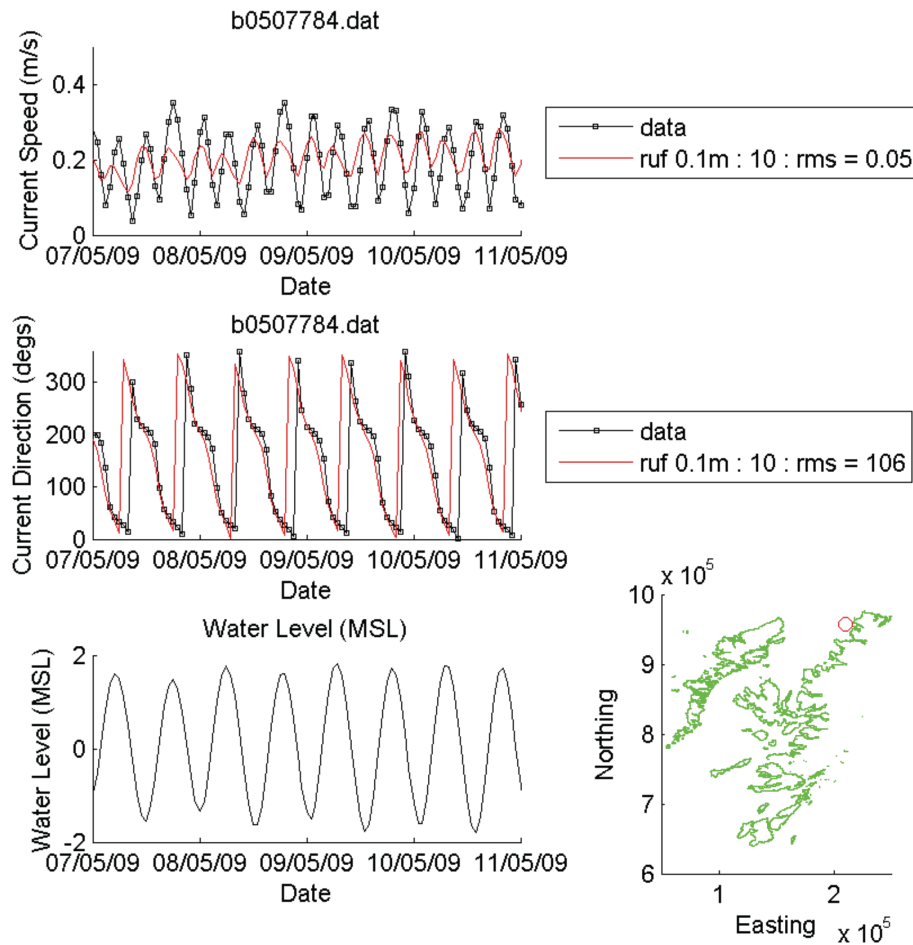 b0507784.dat
Current Speed (m/s)
0.4
0.2
0
07/05/09 08/05/09 09/05/09 10/05/09 11/05/09
Date
data
ruf 0.1m : 10 : rms = 0.05
b0507784.dat
Current Direction (degs)
300
200
100
0
07/05/09 08/05/09 09/05/09 10/05/09 11/05/09
Date
data
ruf 0.1m : 10 : rms = 106
Water Level (MSL)
Water Level (MSL)
2
0
-2
07/05/09 08/05/09 09/05/09 10/05/09 11/05/09
Date
x 10⁵
Northing
10
9
8
7
6
1 2
Easting x 10⁵